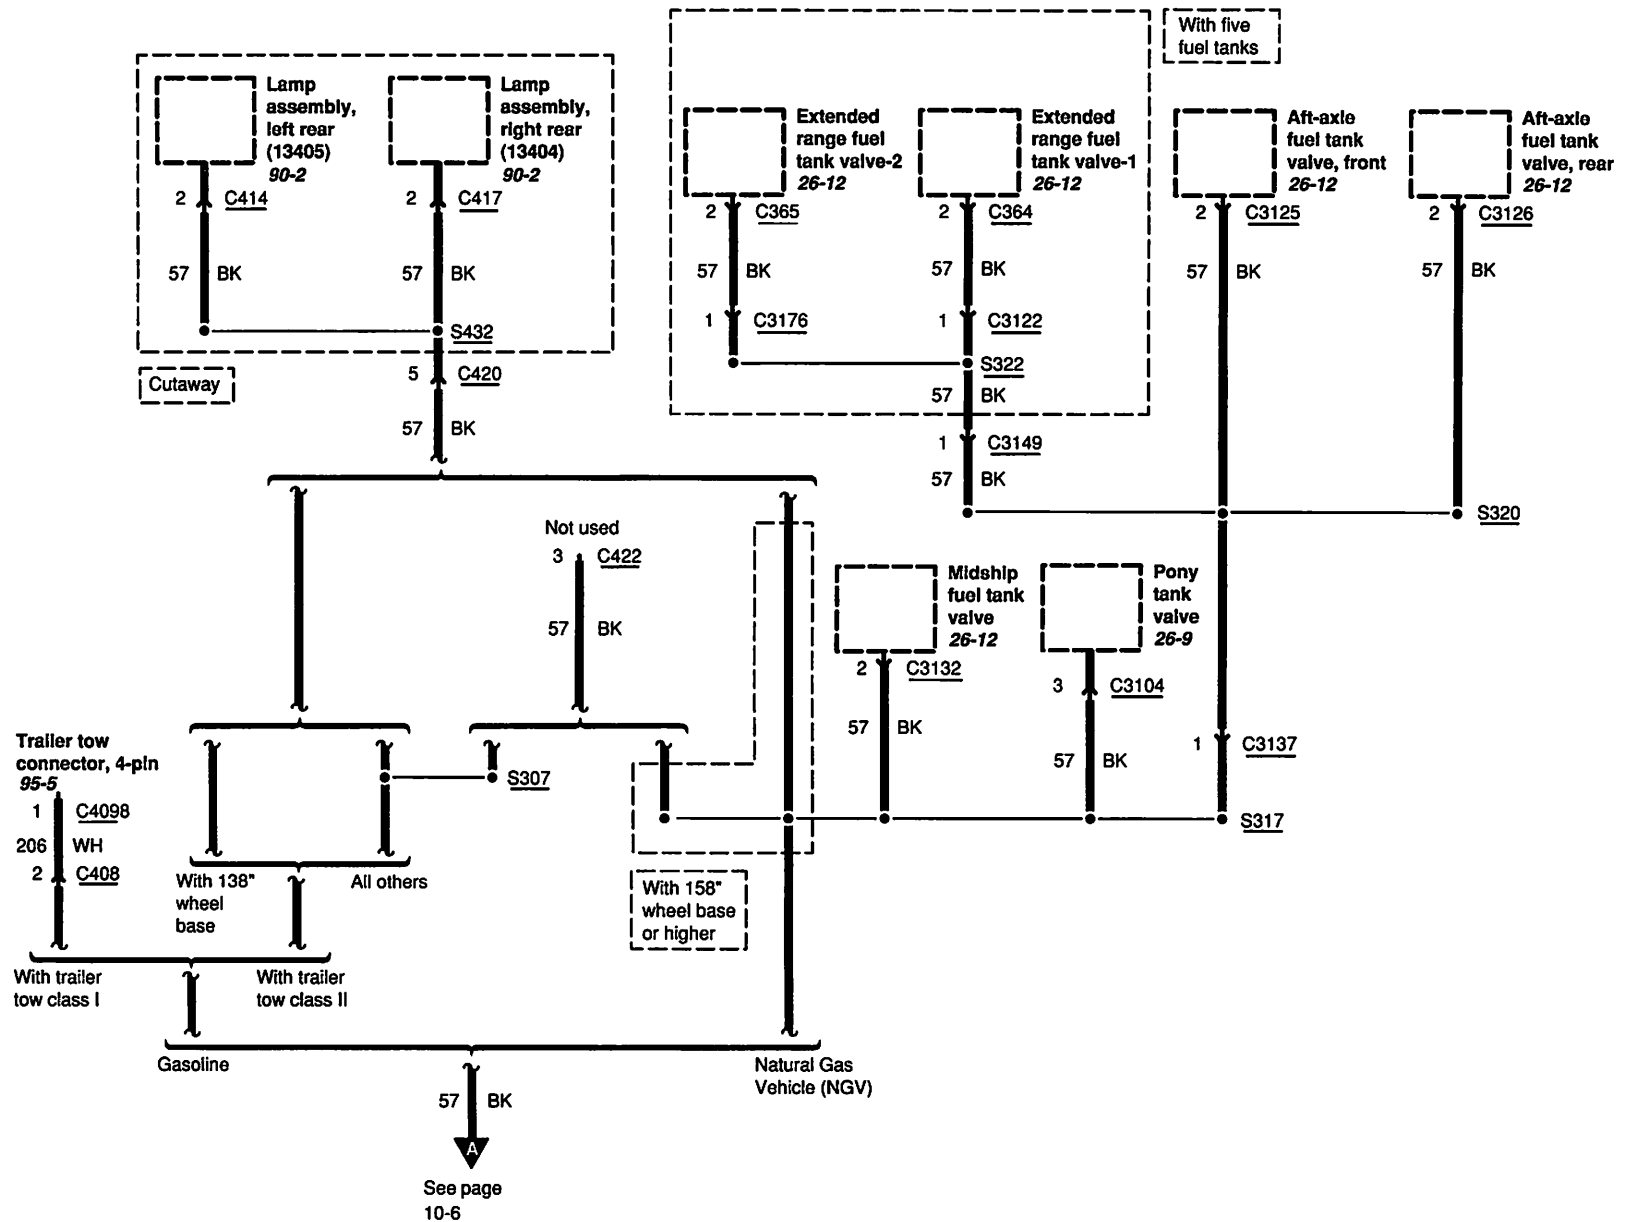 With five
fuel tanks
Lamp
assembly,
left rear
(13405)
90-2
Lamp
assembly,
right rear
(13404)
90-2
Extended
range fuel
tank valve-2
26-12
Extended
range fuel
tank valve-1
26-12
Aft-axle
fuel tank
valve, front
26-12
Aft-axle
fuel tank
valve, rear
26-12
2 C414
2 C417
2 C365
2 C364
2 C3125
2 C3126
57 BK
57 BK
57 BK
57 BK
57 BK
57 BK
1 C3176
1 C3122
S432
S322
Cutaway
5 C420
57 BK
57 BK
1 C3149
57 BK
S320
Not used
3 C422
57 BK
Midship
fuel tank
valve
26-12
Pony
tank
valve
26-9
2 C3132
3 C3104
57 BK
57 BK
1 C3137
Trailer tow
connector, 4-pin
95-5
1 C4098
206 WH
2 C408
S307
S317
With 138"
wheel
base
All others
With 158"
wheel base
or higher
With trailer
tow class I
With trailer
tow class II
Gasoline
Natural Gas
Vehicle (NGV)
57 BK
A
See page
10-6